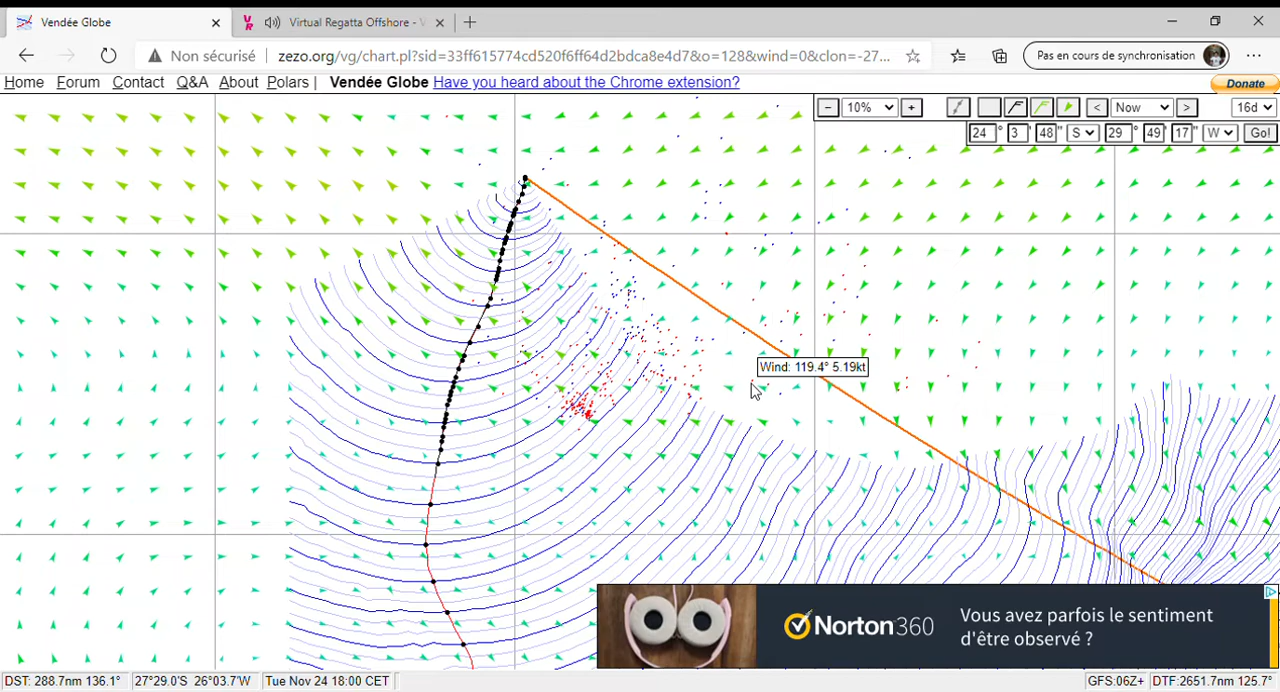 Vendée Globe
Virtual Regatta Offshore - V
Non sécurisé
zezo.org/vg/chart.pl?sid=33ff615774cd520f6ff64d2bdca8e4d7&o=128&wind=0&clon=-27...
Pas en cours de synchronisation
Home Forum Contact Q&A About Polars | Vendée Globe Have you heard about the Chrome extension?
Donate
− 10% + < Now > 16d
24 ° 3 ' 48 " S 29 ° 49 ' 17 " W Go!
Wind: 119.4° 5.19kt
Norton360
Vous avez parfois le sentiment
d'être observé ?
DST: 288.7nm 136.1° 27°29.0'S 26°03.7'W Tue Nov 24 18:00 CET GFS:06Z+ DTF:2651.7nm 125.7°